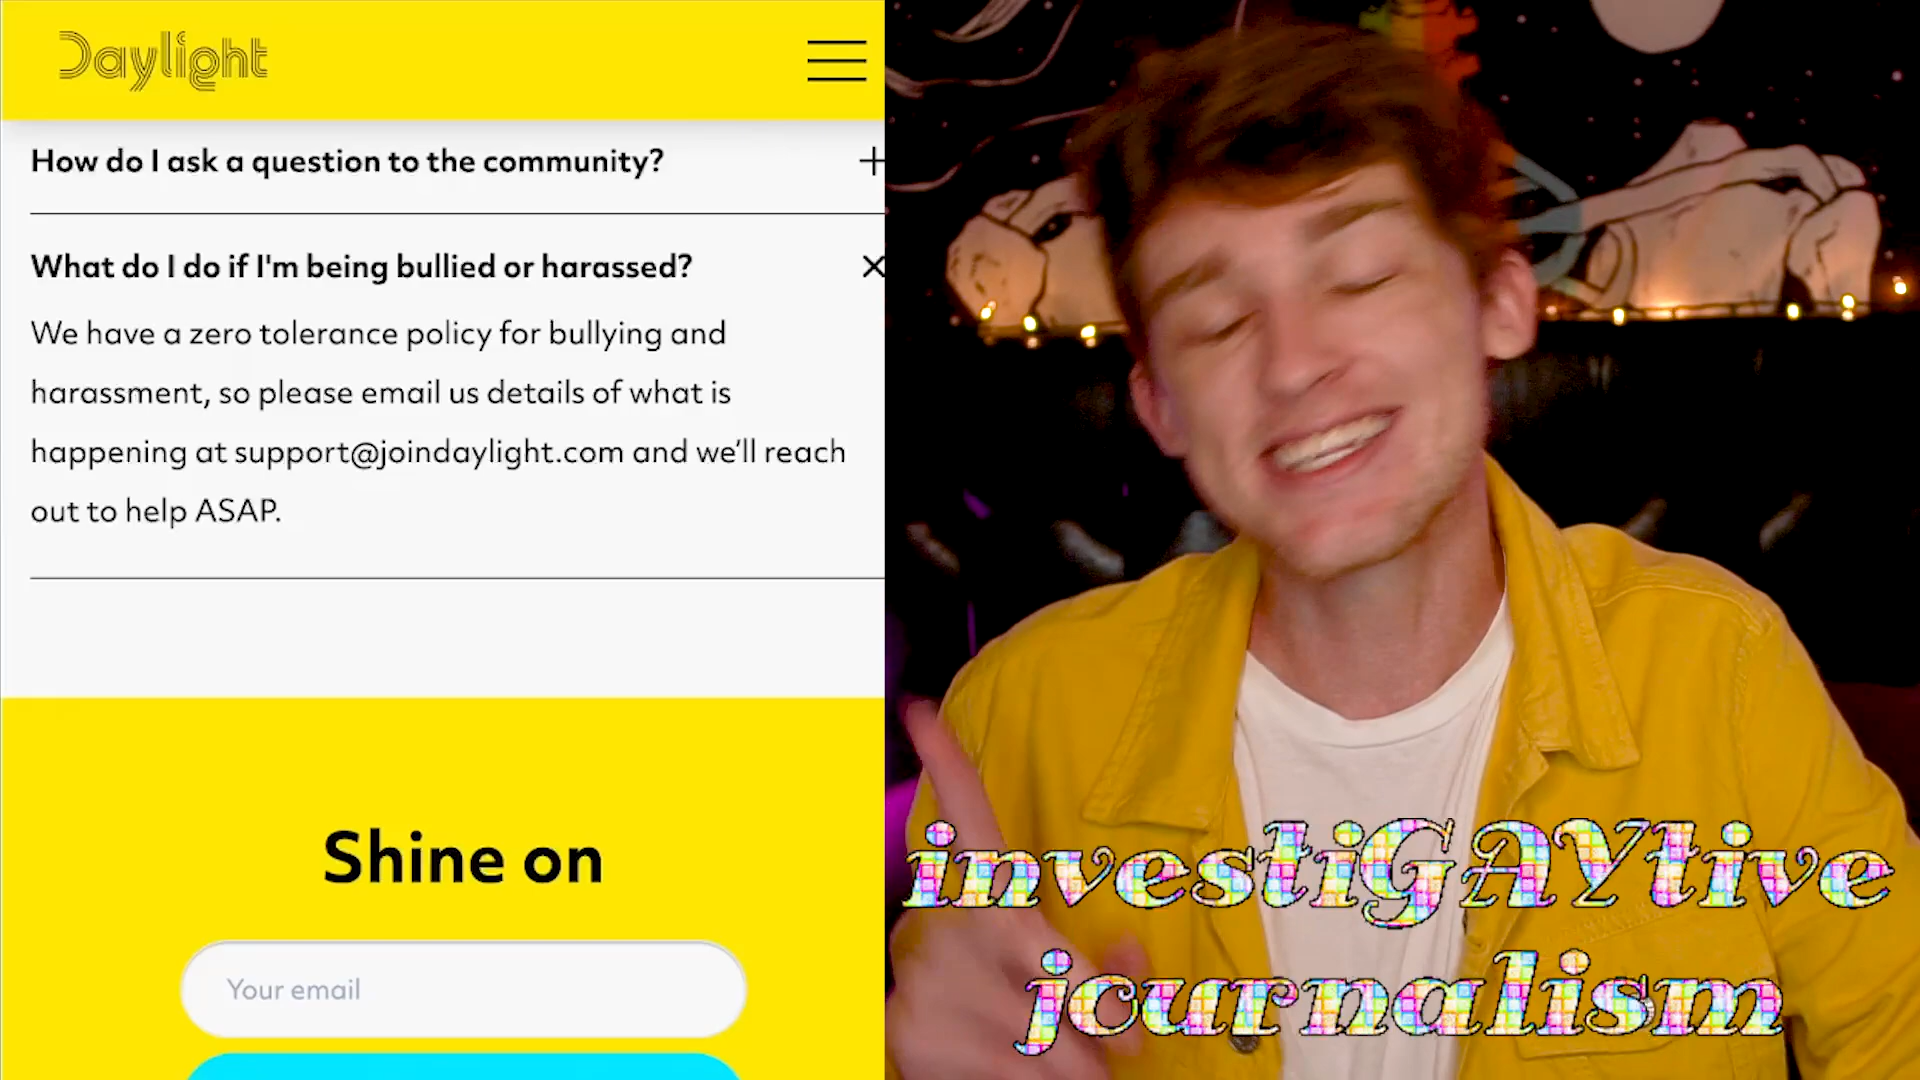 Daylight
How do I ask a question to the community?
What do I do if I'm being bullied or harassed?
We have a zero tolerance policy for bullying and
harassment, so please email us details of what is
happening at support@joindaylight.com and we’ll reach
out to help ASAP.
Shine on
Your email
investiGAYtive
journalism